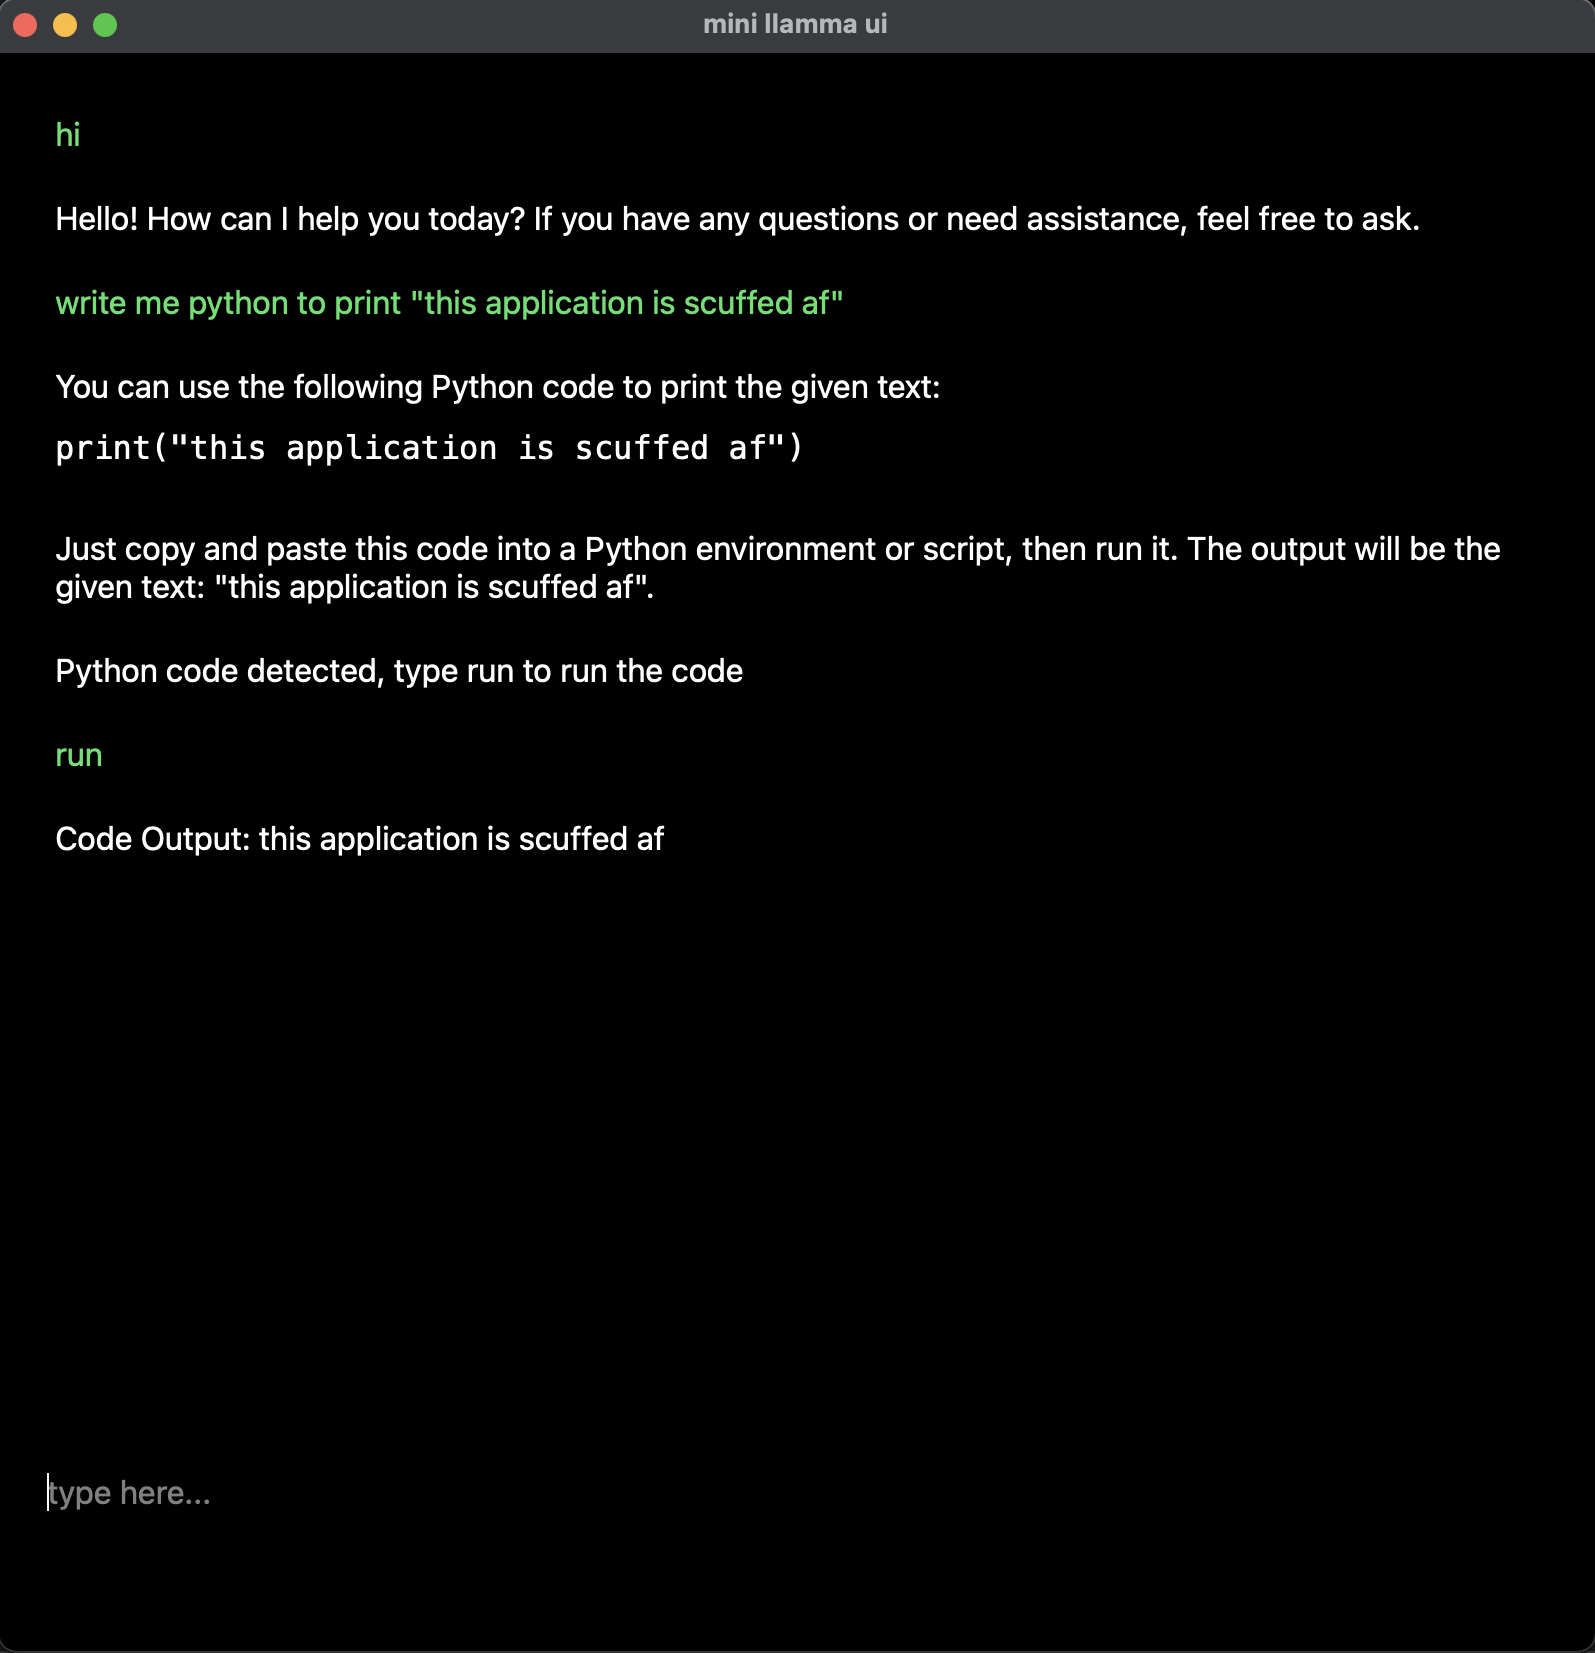 mini llamma ui
hi
Hello! How can I help you today? If you have any questions or need assistance, feel free to ask.
write me python to print "this application is scuffed af"
You can use the following Python code to print the given text:
print("this application is scuffed af")
Just copy and paste this code into a Python environment or script, then run it. The output will be the
given text: "this application is scuffed af".
Python code detected, type run to run the code
run
Code Output: this application is scuffed af
type here...